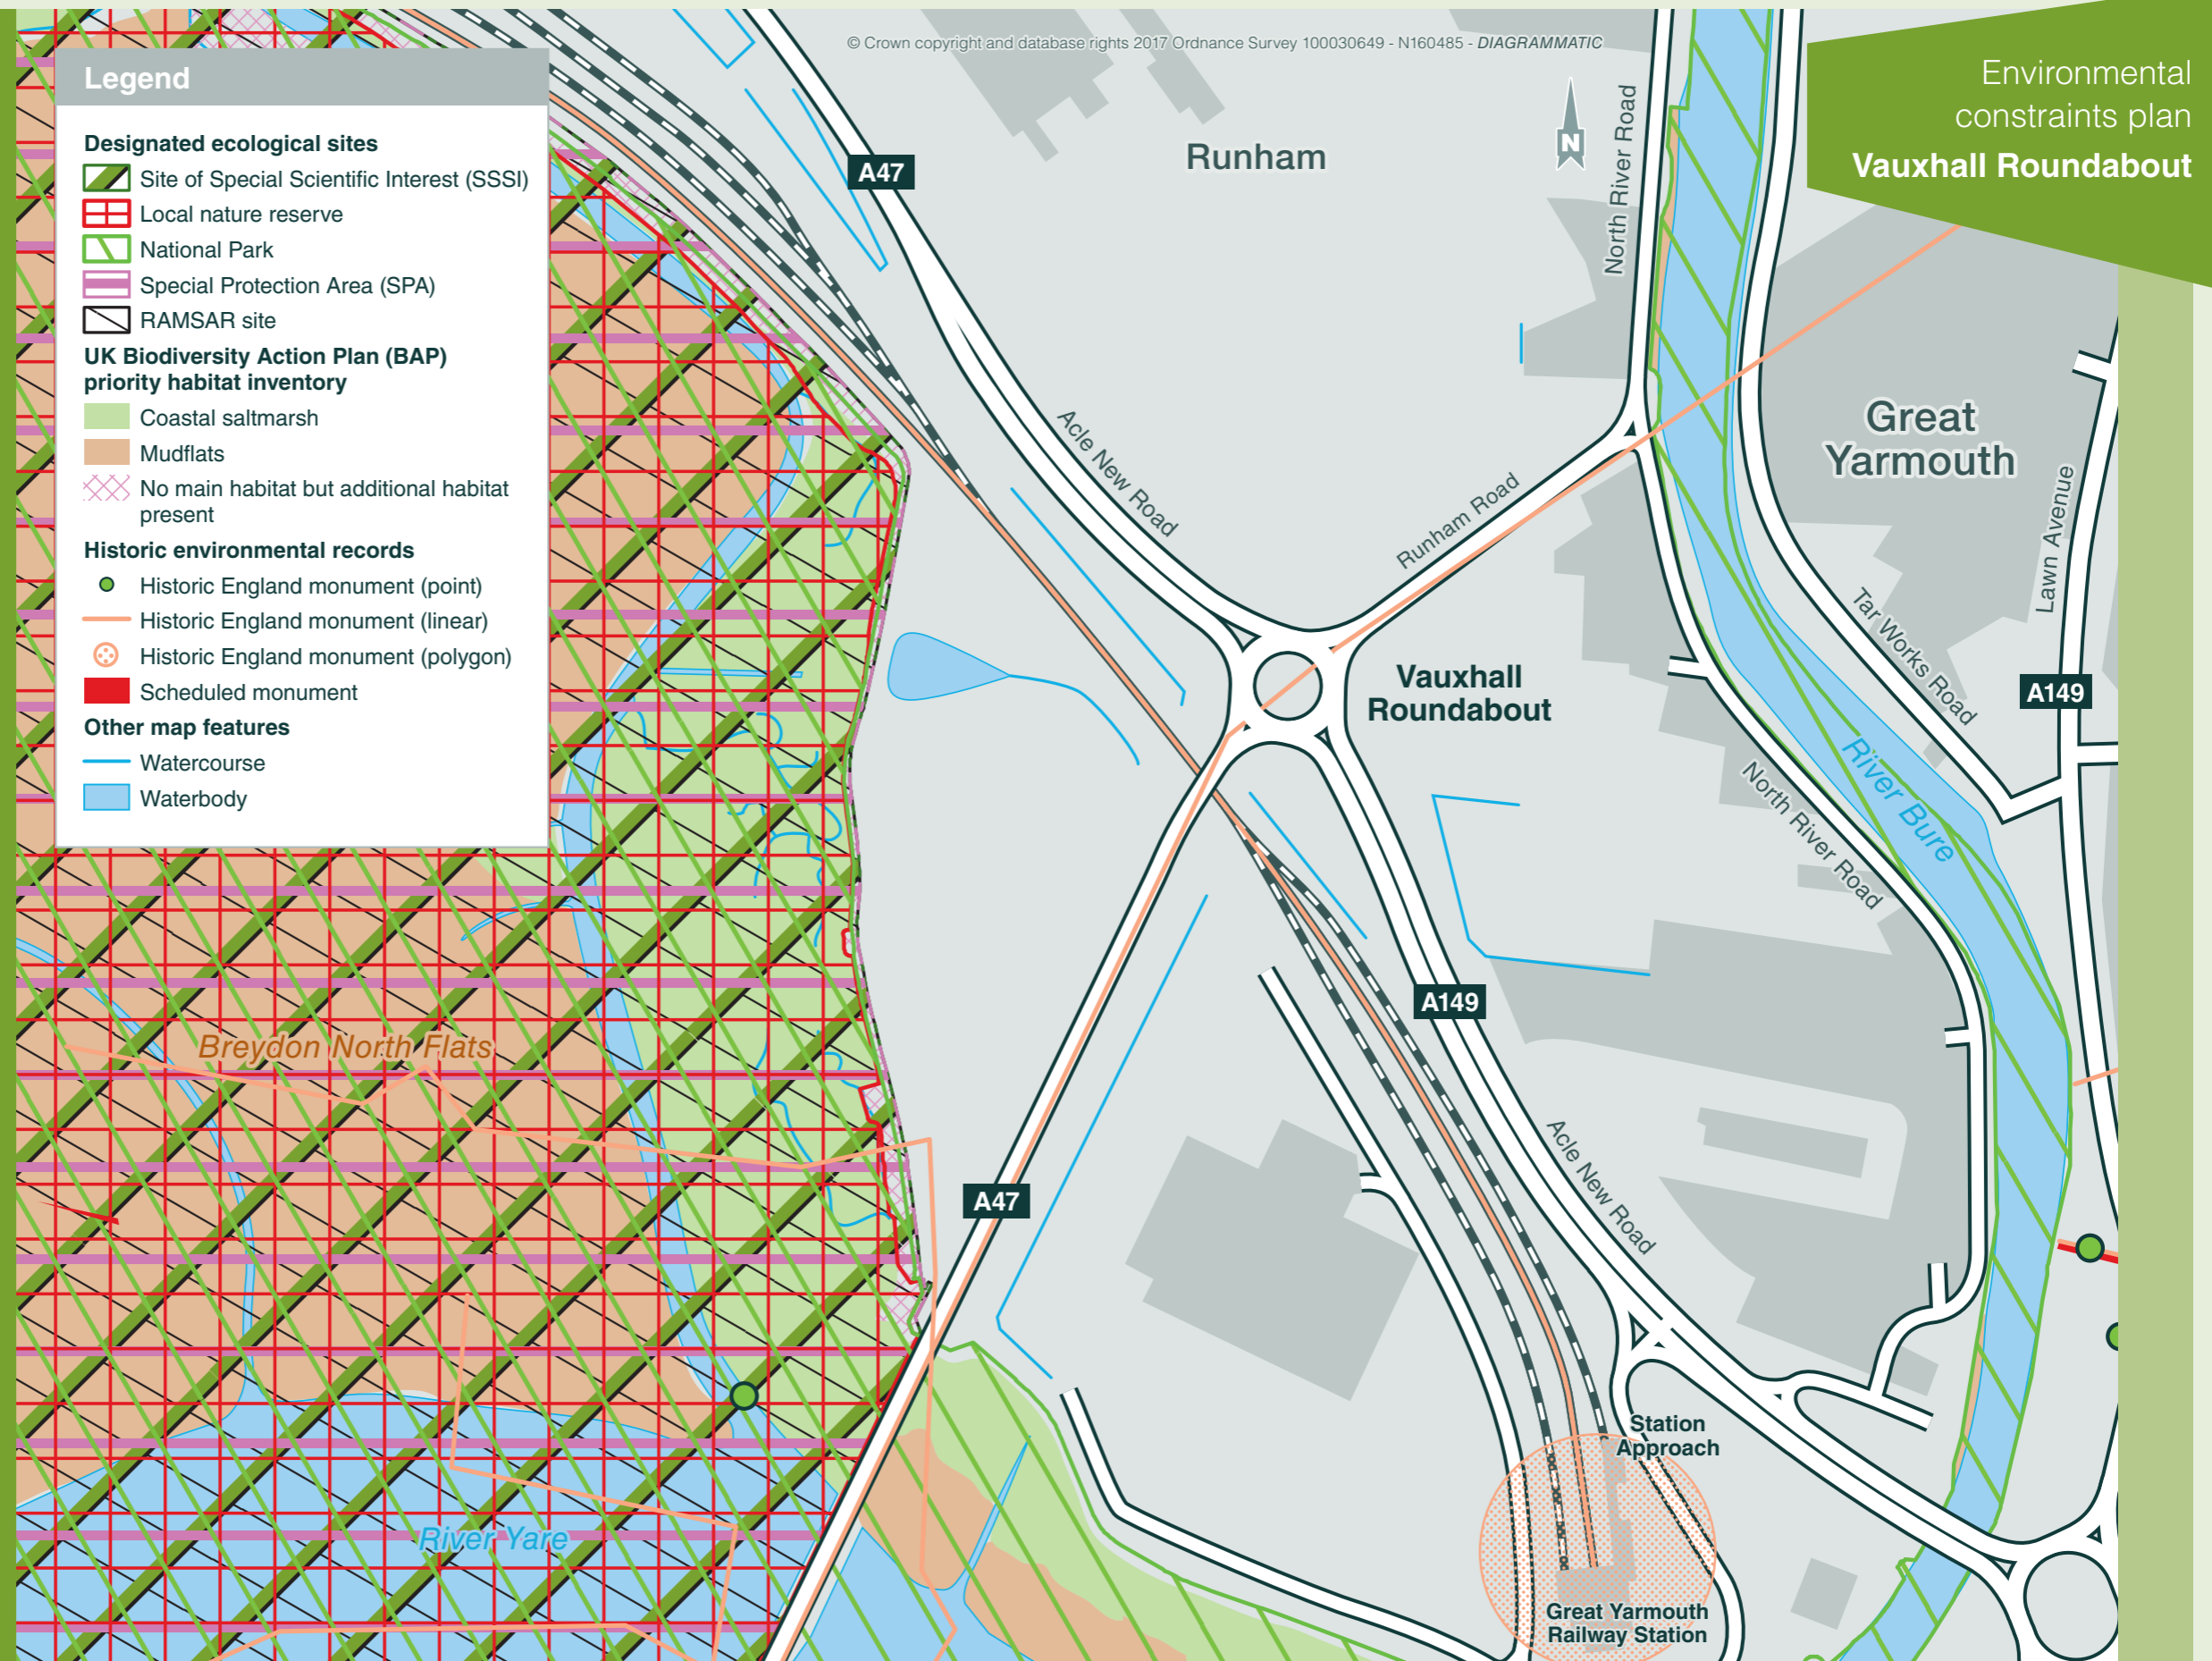 © Crown copyright and database rights 2017 Ordnance Survey 100030649 - N160485 - DIAGRAMMATIC
Environmental
constraints plan
Vauxhall Roundabout
Legend
Designated ecological sites
Site of Special Scientific Interest (SSSI)
Local nature reserve
National Park
Special Protection Area (SPA)
RAMSAR site
UK Biodiversity Action Plan (BAP)
priority habitat inventory
Coastal saltmarsh
Mudflats
No main habitat but additional habitat
present
Historic environmental records
Historic England monument (point)
Historic England monument (linear)
Historic England monument (polygon)
Scheduled monument
Other map features
Watercourse
Waterbody
A47
Runham
N
North River Road
Great
Yarmouth
Acle New Road
Runham Road
Lawn Avenue
Tar Works Road
Vauxhall
Roundabout
A149
River Bure
North River Road
A149
Breydon North Flats
A47
Acle New Road
Station
Approach
River Yare
Great Yarmouth
Railway Station